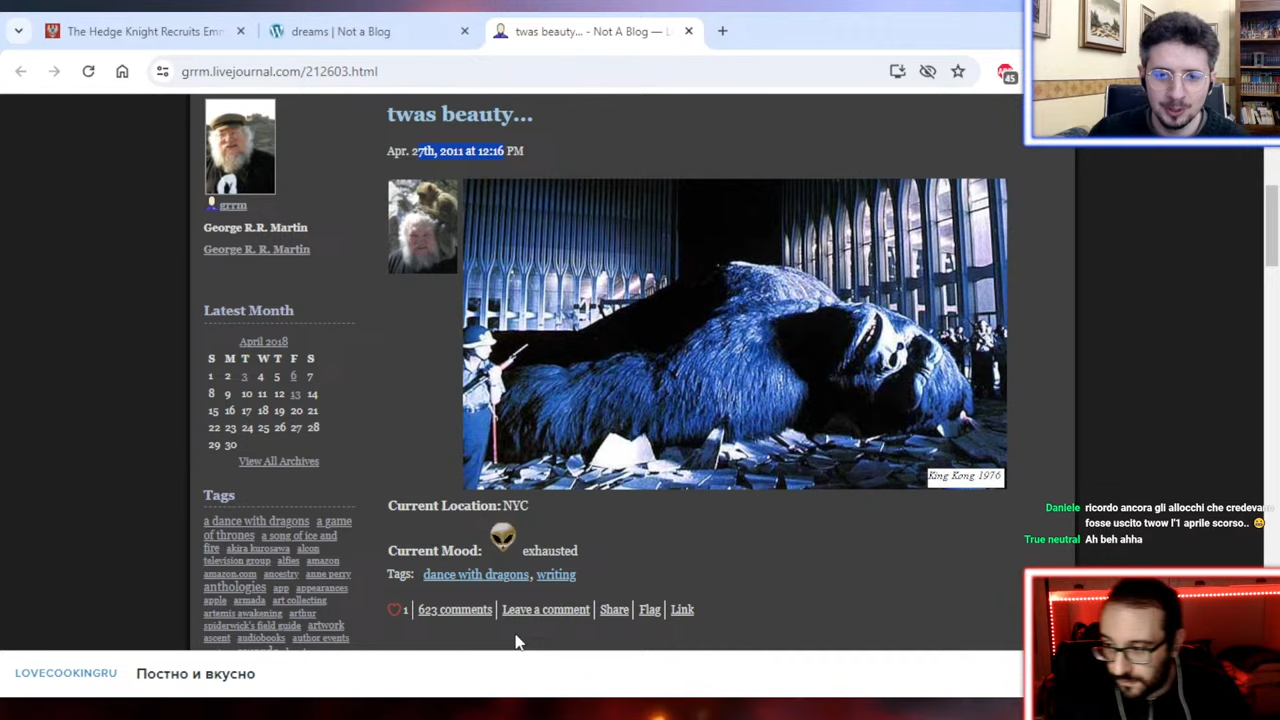 The Hedge Knight Recruits Em
dreams | Not a Blog
twas beauty... - Not A Blog — L
grrm.livejournal.com/212603.html
45
twas beauty...
Apr. 27th, 2011 at 12:16 PM
grrm
George R.R. Martin
George R. R. Martin
King Kong 1976
Latest Month
April 2018
S M T W T F S
1 2 3 4 5 6 7
8 9 10 11 12 13 14
15 16 17 18 19 20 21
22 23 24 25 26 27 28
29 30
View All Archives
Tags
a dance with dragons a game
of thrones a song of ice and
fire akira kurosawa alcon
television group alfies amazon
amazon.com ancestry anne perry
anthologies app appearances
apple armada art collecting
artemis awakening arthur
spiderwick's field guide artwork
ascent audiobooks author events
Current Location: NYC
Current Mood: exhausted
Tags: dance with dragons, writing
1 | 623 comments | Leave a comment | Share | Flag | Link
Daniele ricordo ancora gli allocchi che credevano
fosse uscito twow l'1 aprile scorso..
True neutral Ah beh ahha
LOVECOOKINGRU Постно и вкусно